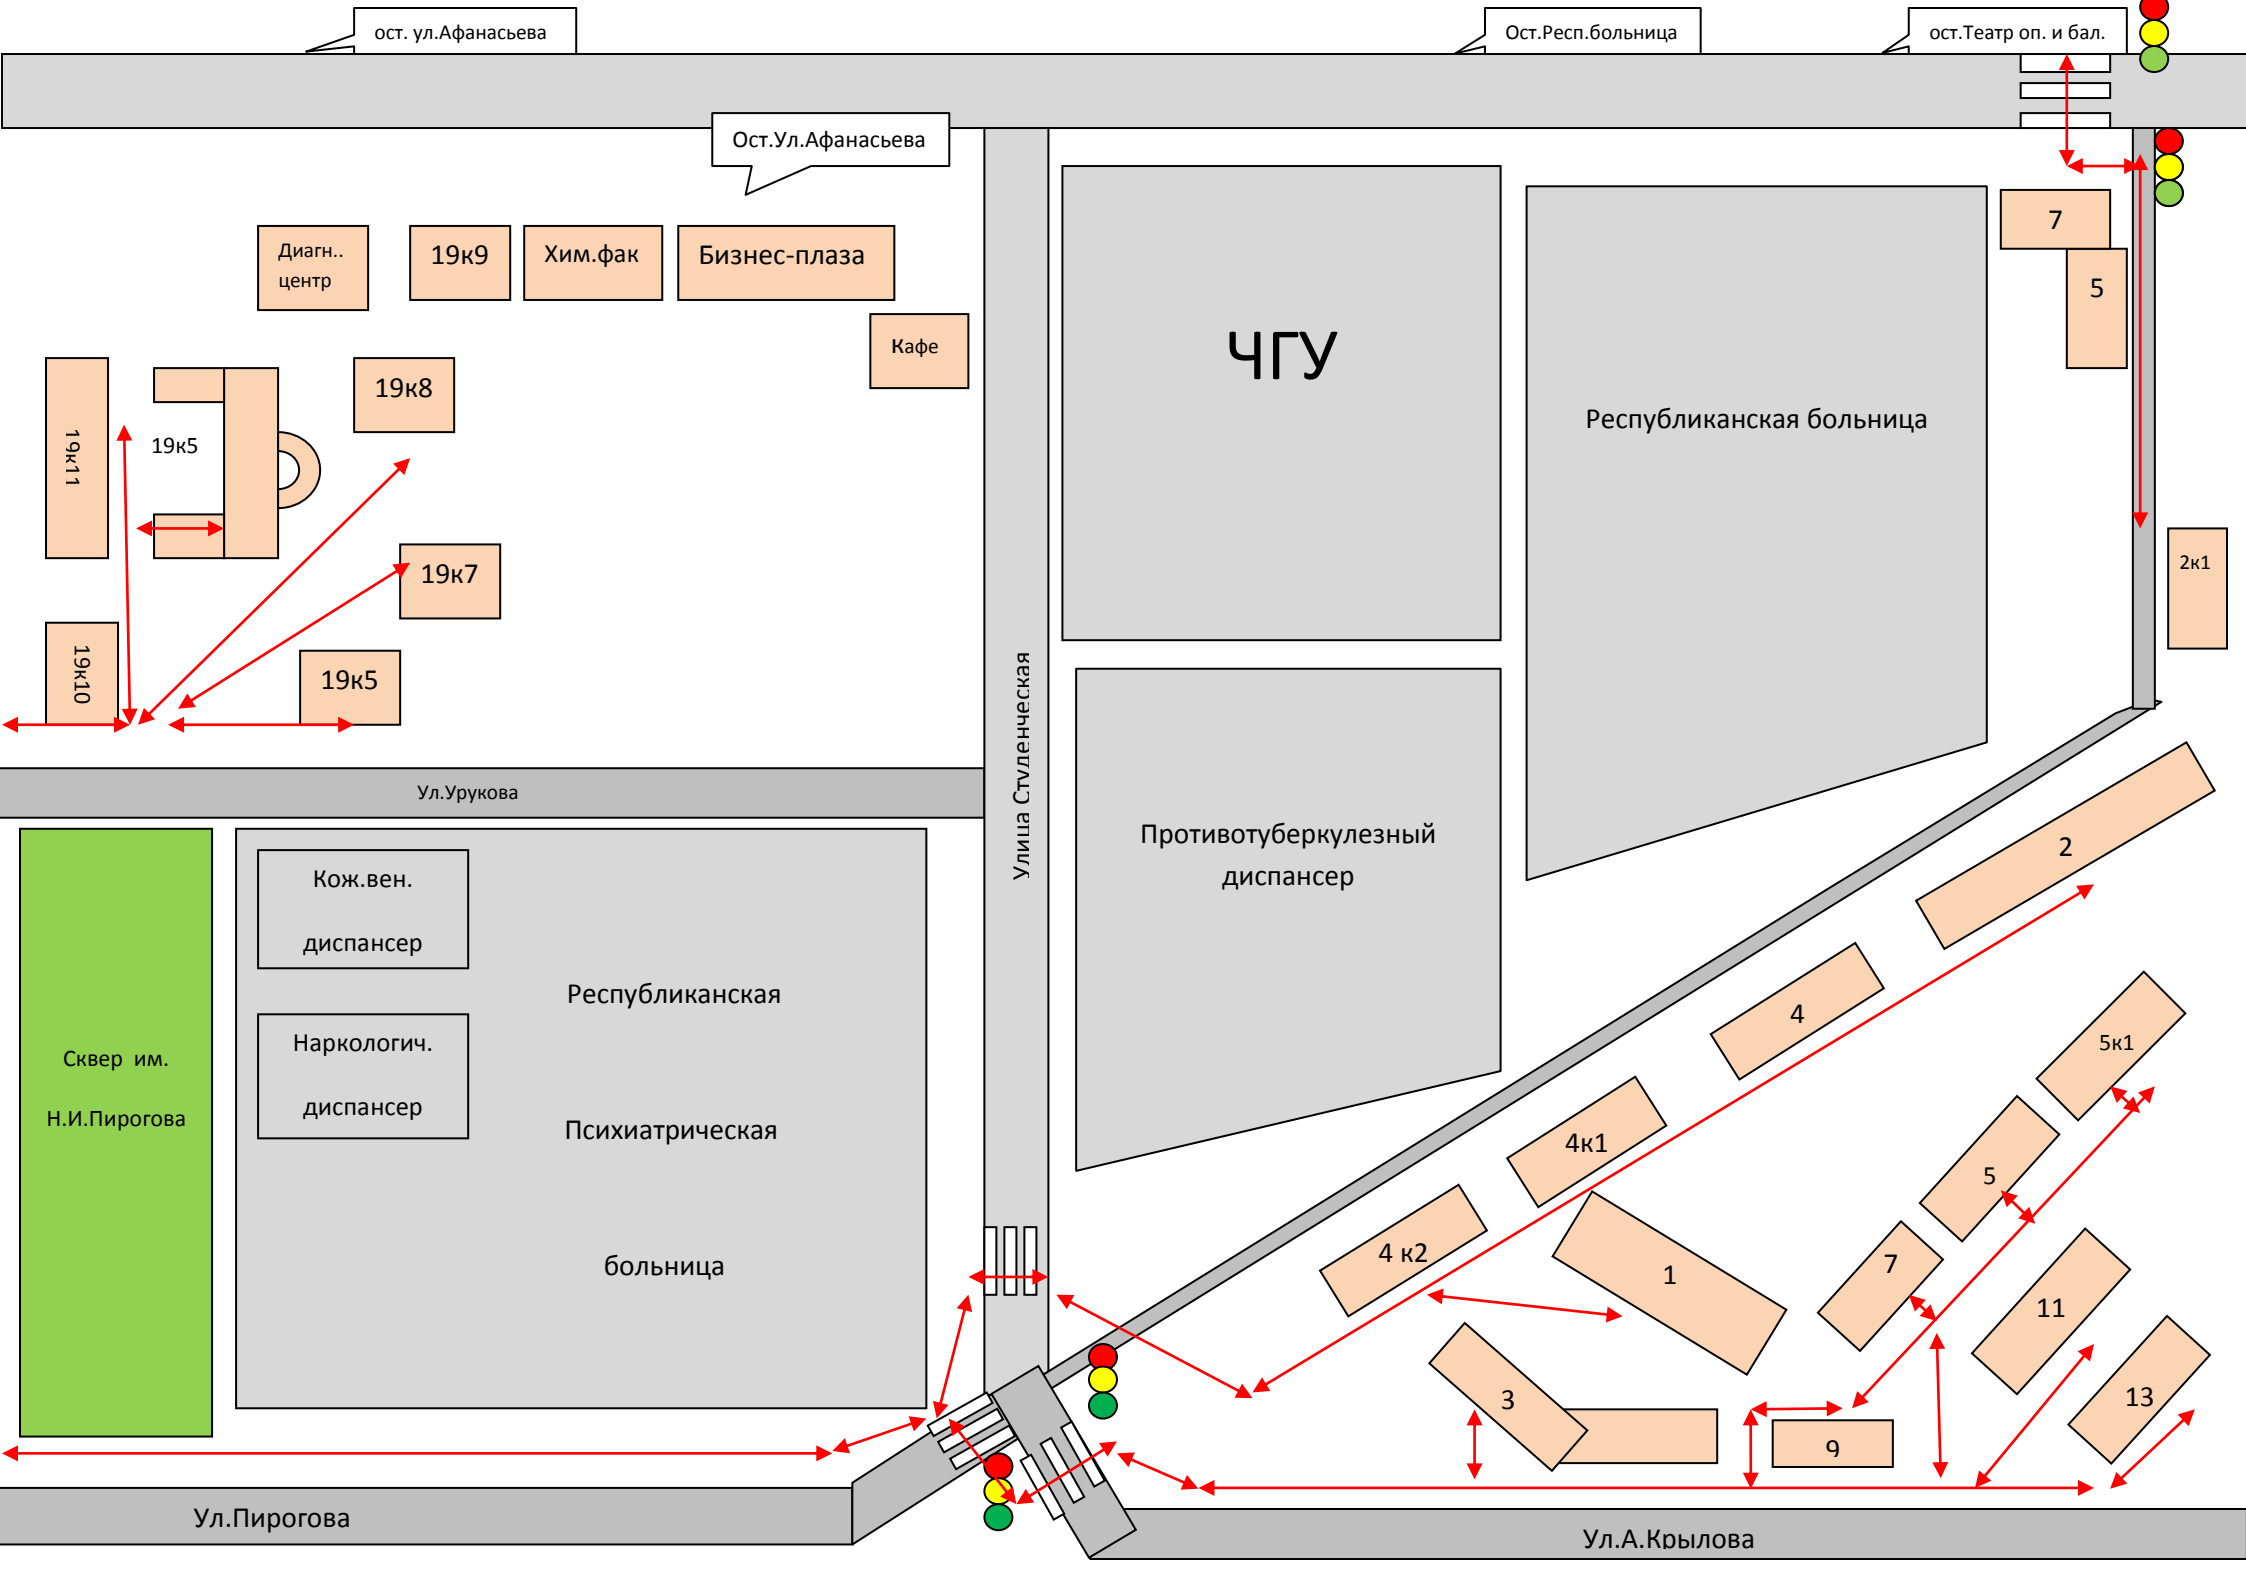 ост. ул.Афанасьева
Ост.Респ.больница
ост.Театр оп. и бал.
Ост.Ул.Афанасьева
Диагн..
центр
19к9
Хим.фак
Бизнес-плаза
Кафе
ЧГУ
Республиканская больница
7
5
19к11
19к5
19к8
19к7
2к1
19к10
19к5
Улица Студенческая
Ул.Урукова
Противотуберкулезный
диспансер
Кож.вен.
диспансер
Республиканская
Наркологич.
диспансер
Психиатрическая
больница
Сквер им.
Н.И.Пирогова
2
4
4к1
4 к2
5к1
5
7
1
11
3
13
9
Ул.Пирогова
Ул.А.Крылова